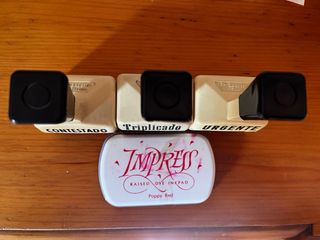 CONTESTADO
Triplicado
URGENTE
IMPRESS
RAISED DYE INKPAD
Poppy Red